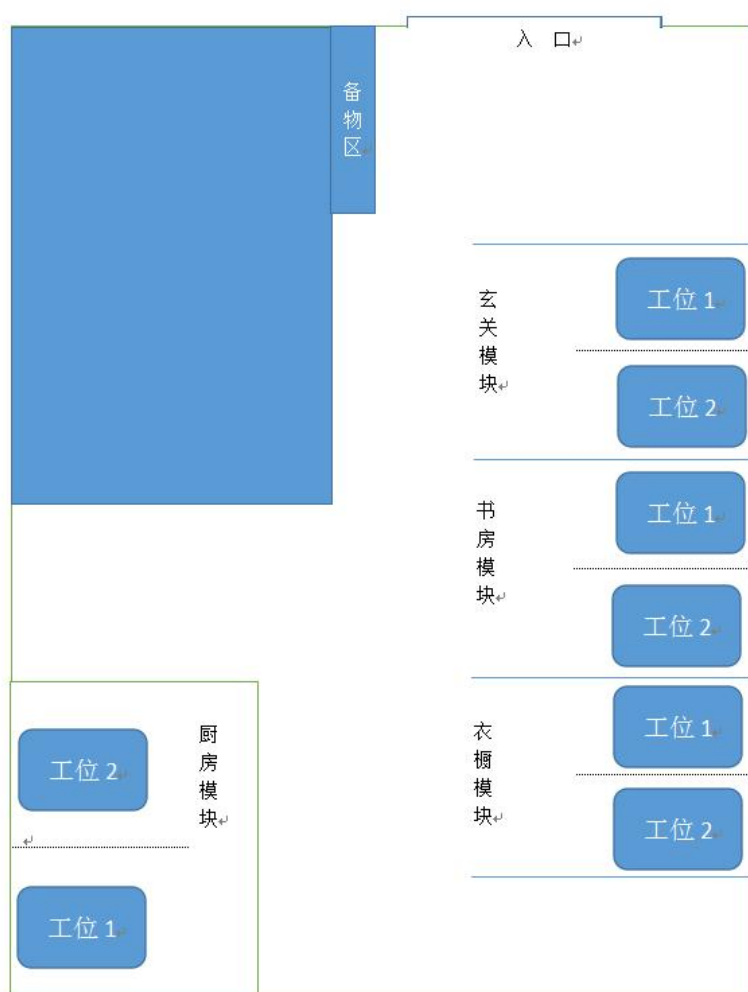 入 口
备物区
玄关模块
工位 1
工位 2
书房模块
工位 1
工位 2
衣橱模块
工位 1
工位 2
厨房模块
工位 2
工位 1